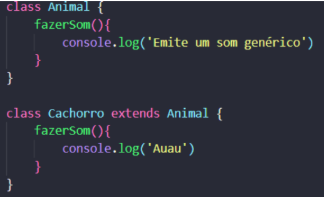 class Animal {
    fazerSom(){
        console.log('Emite um som genérico')
    }
}

class Cachorro extends Animal {
    fazerSom(){
        console.log('Auau')
    }
}